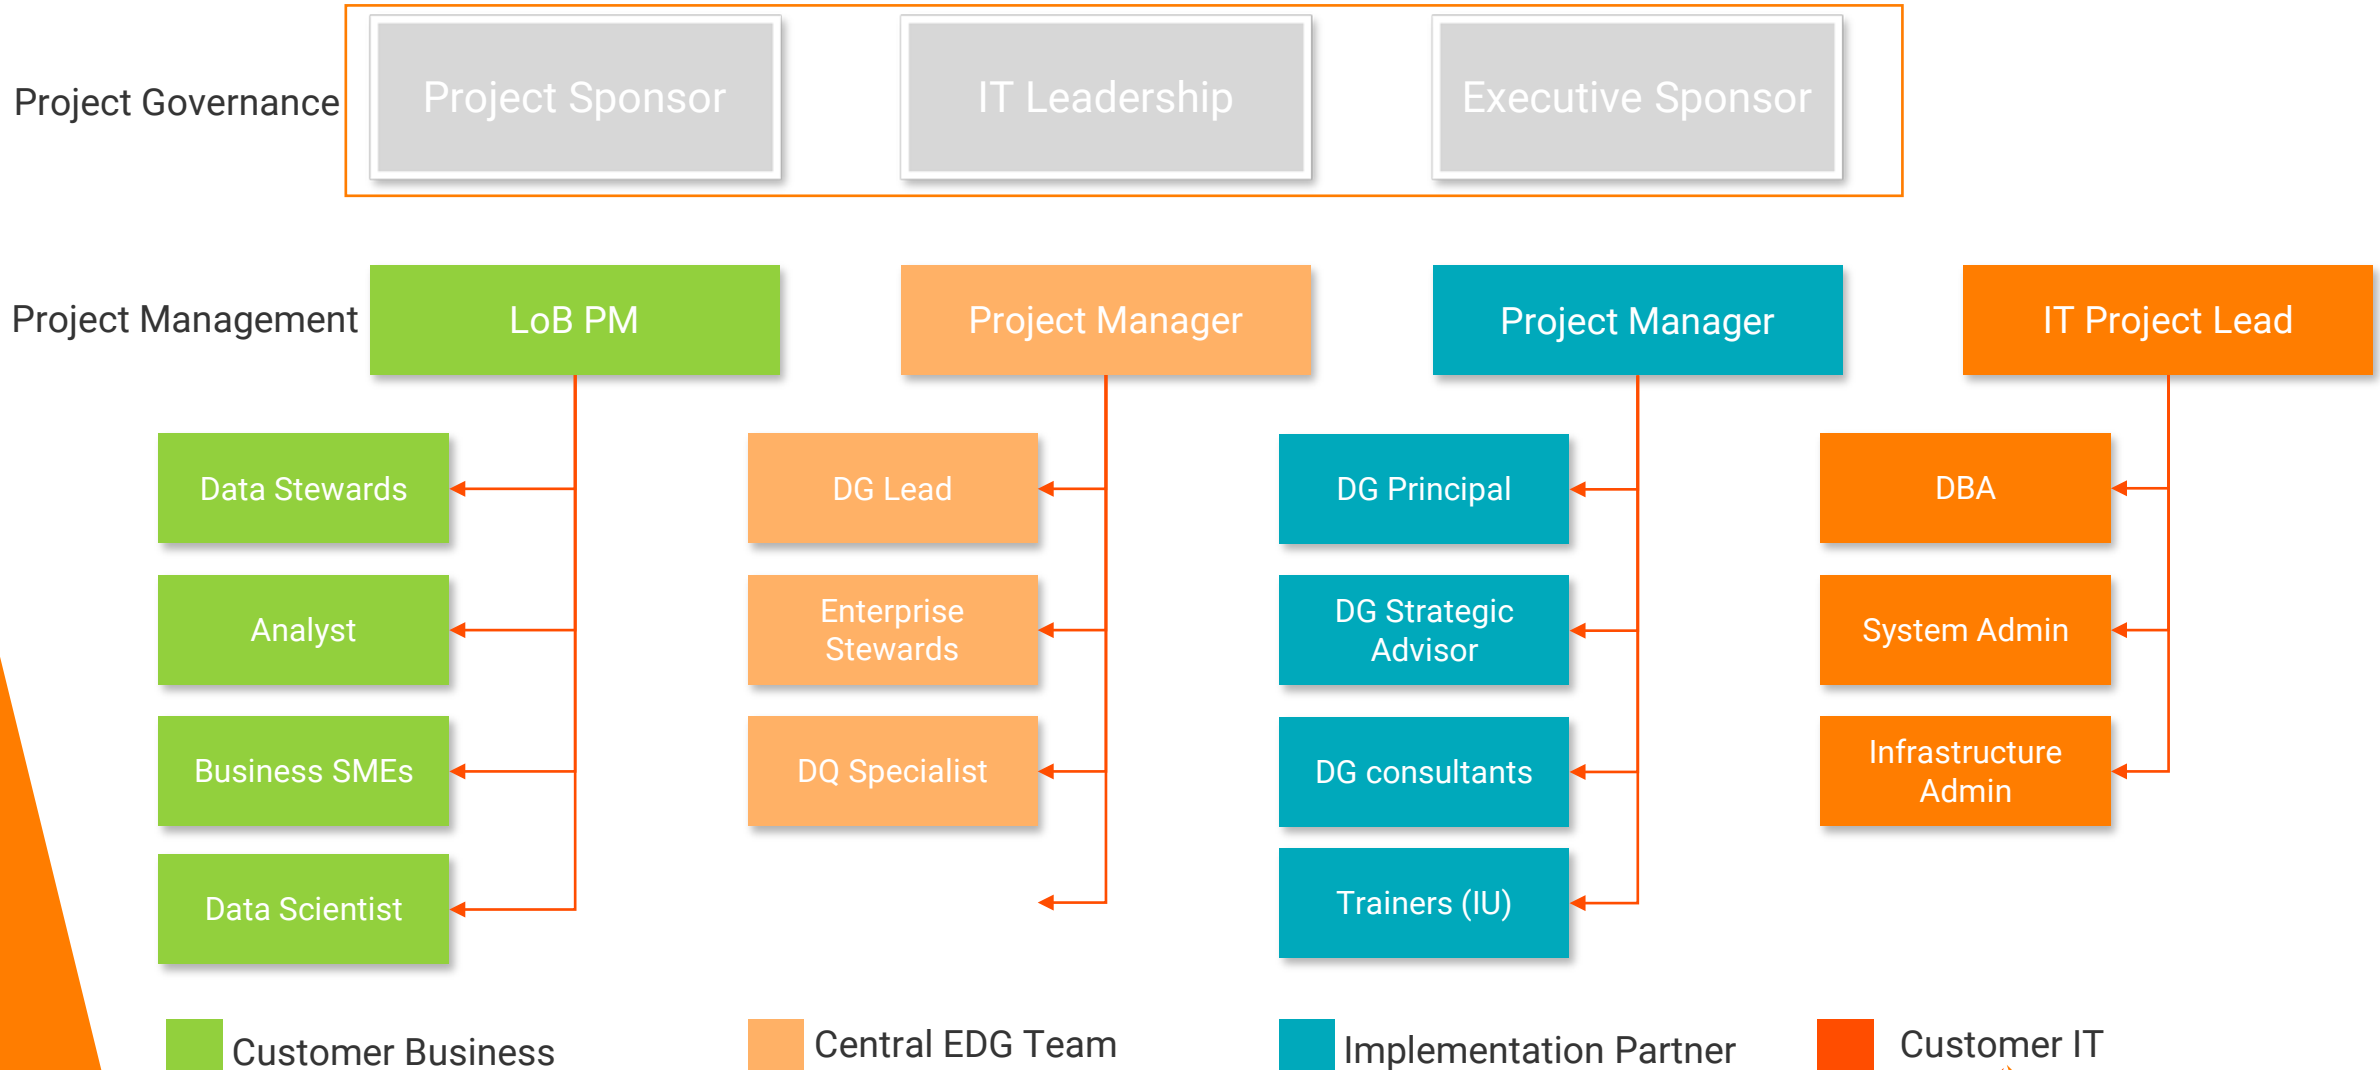 Project Governance
Project Sponsor
IT Leadership
Executive Sponsor
Project Management
LoB PM
Project Manager
Project Manager
IT Project Lead
Data Stewards
DG Lead
DG Principal
DBA
Analyst
Enterprise
Stewards
DG Strategic
Advisor
System Admin
Business SMEs
DQ Specialist
DG consultants
Infrastructure
Admin
Data Scientist
Trainers (IU)
Customer Business
Central EDG Team
Implementation Partner
Customer IT